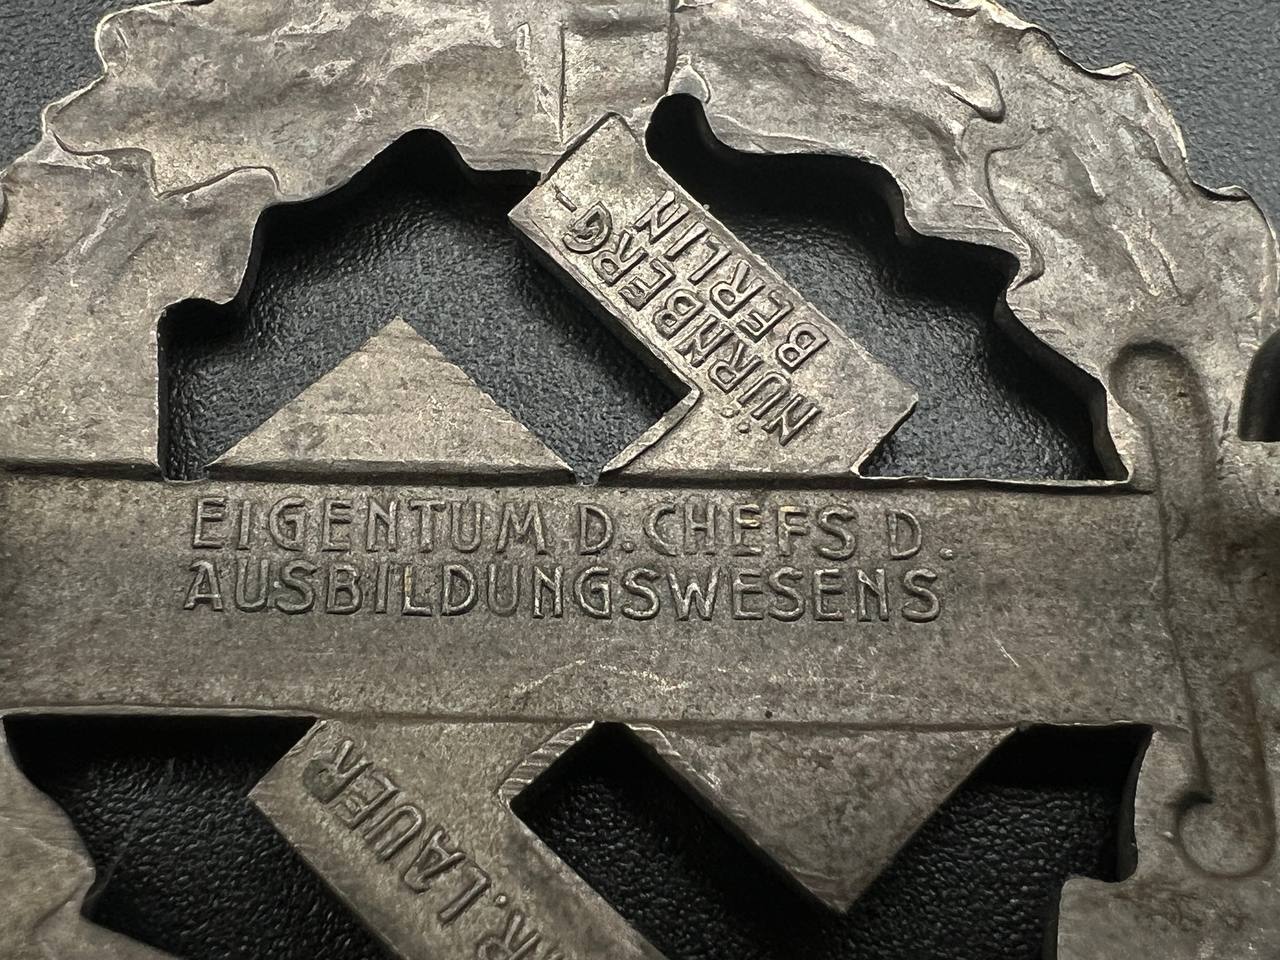 NÜRNBERG-
BERLIN
EIGENTUM D. CHEFS D.
AUSBILDUNGSWESENS
R. LAUER